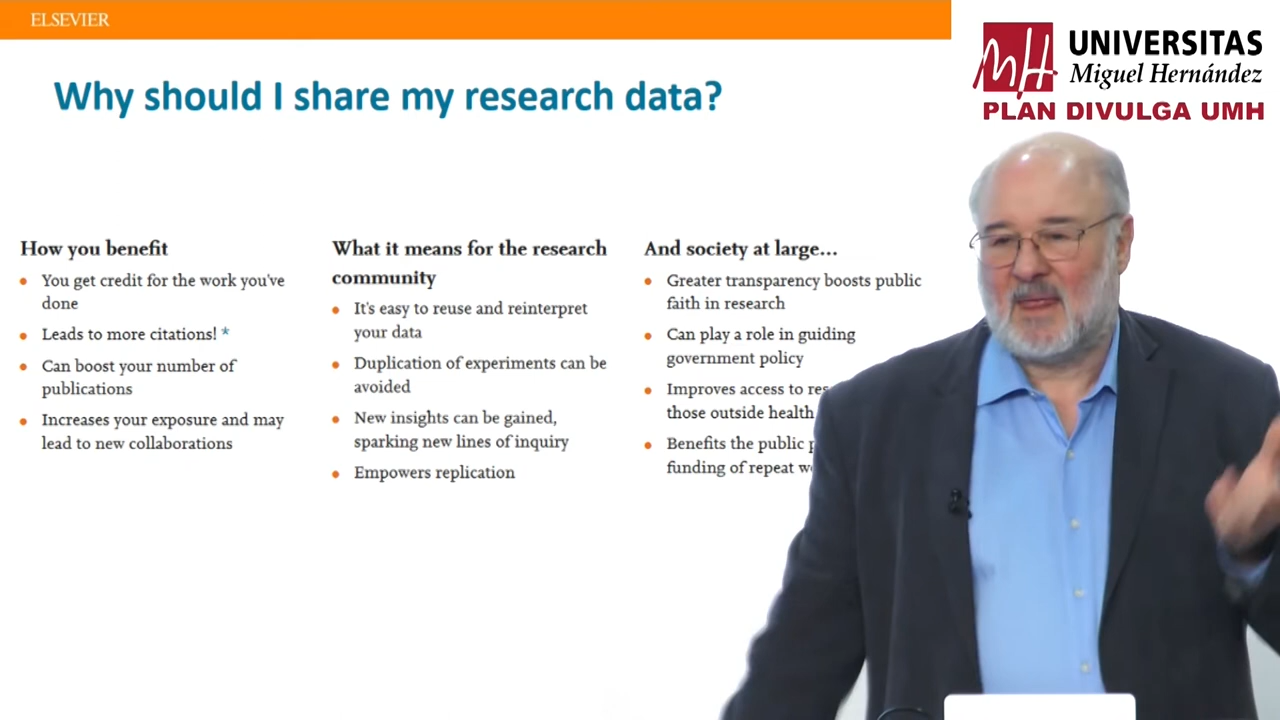 ELSEVIER
UNIVERSITAS
Miguel Hernández
PLAN DIVULGA UMH
Why should I share my research data?
How you benefit
You get credit for the work you've
done
Leads to more citations! *
Can boost your number of
publications
Increases your exposure and may
lead to new collaborations
What it means for the research
community
It's easy to reuse and reinterpret
your data
Duplication of experiments can be
avoided
New insights can be gained,
sparking new lines of inquiry
Empowers replication
And society at large...
Greater transparency boosts public
faith in research
Can play a role in guiding
government policy
Improves access to
those outside health
Benefits the public
funding of repeat